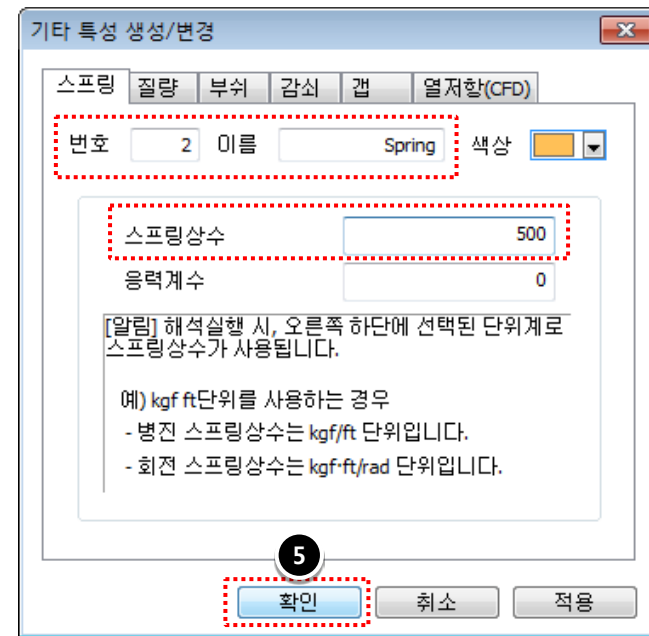 기타 특성 생성/변경
스프링 질량 부쉬 감쇠 갭 열저항(CFD)
번호 2 이름 Spring 색상
스프링상수 500
응력계수 0
[알림] 해석실행 시, 오른쪽 하단에 선택된 단위계로
스프링상수가 사용됩니다.
예) kgf ft단위를 사용하는 경우
- 병진 스프링상수는 kgf/ft 단위입니다.
- 회전 스프링상수는 kgf·ft/rad 단위입니다.
5
확인 취소 적용